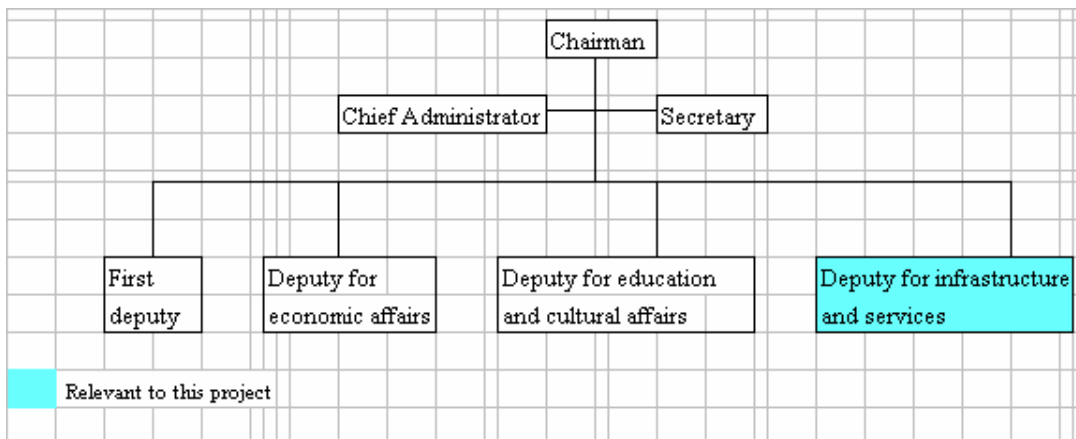 Chairman
Chief Administrator
Secretary
First
deputy
Deputy for
economic affairs
Deputy for education
and cultural affairs
Deputy for infrastructure
and services
Relevant to this project